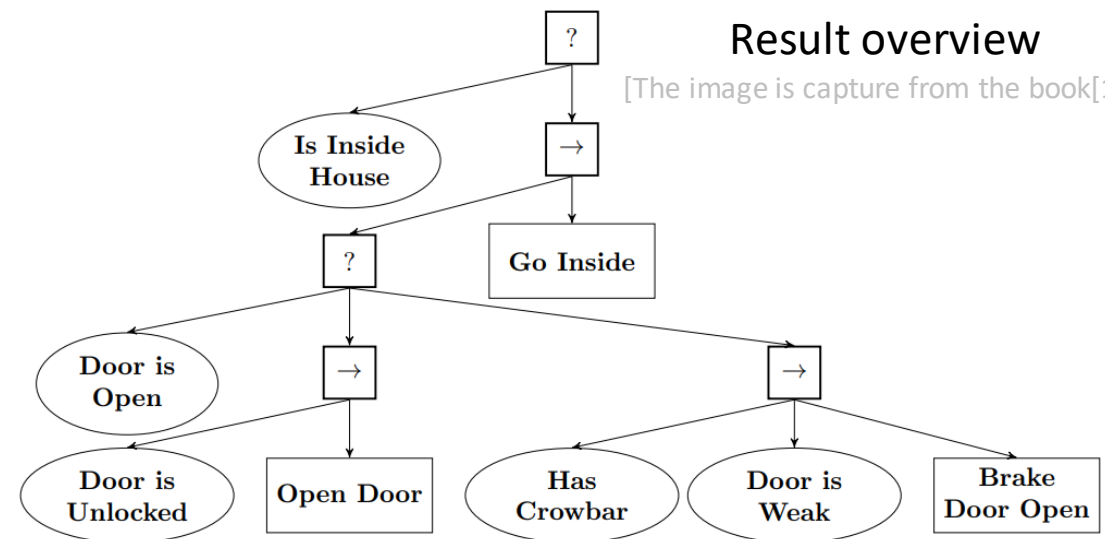 Result overview
[The image is capture from the book[1
?
Is Inside
House
→
?
Go Inside
Door is
Open
→
→
Door is
Unlocked
Open Door
Has
Crowbar
Door is
Weak
Brake
Door Open